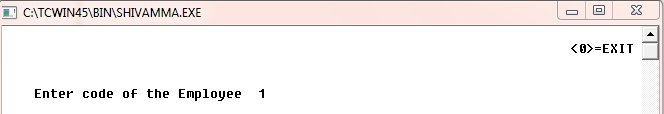 C:\TCWIN45\BIN\SHIVAMMA.EXE
<0>=EXIT
Enter code of the Employee  1